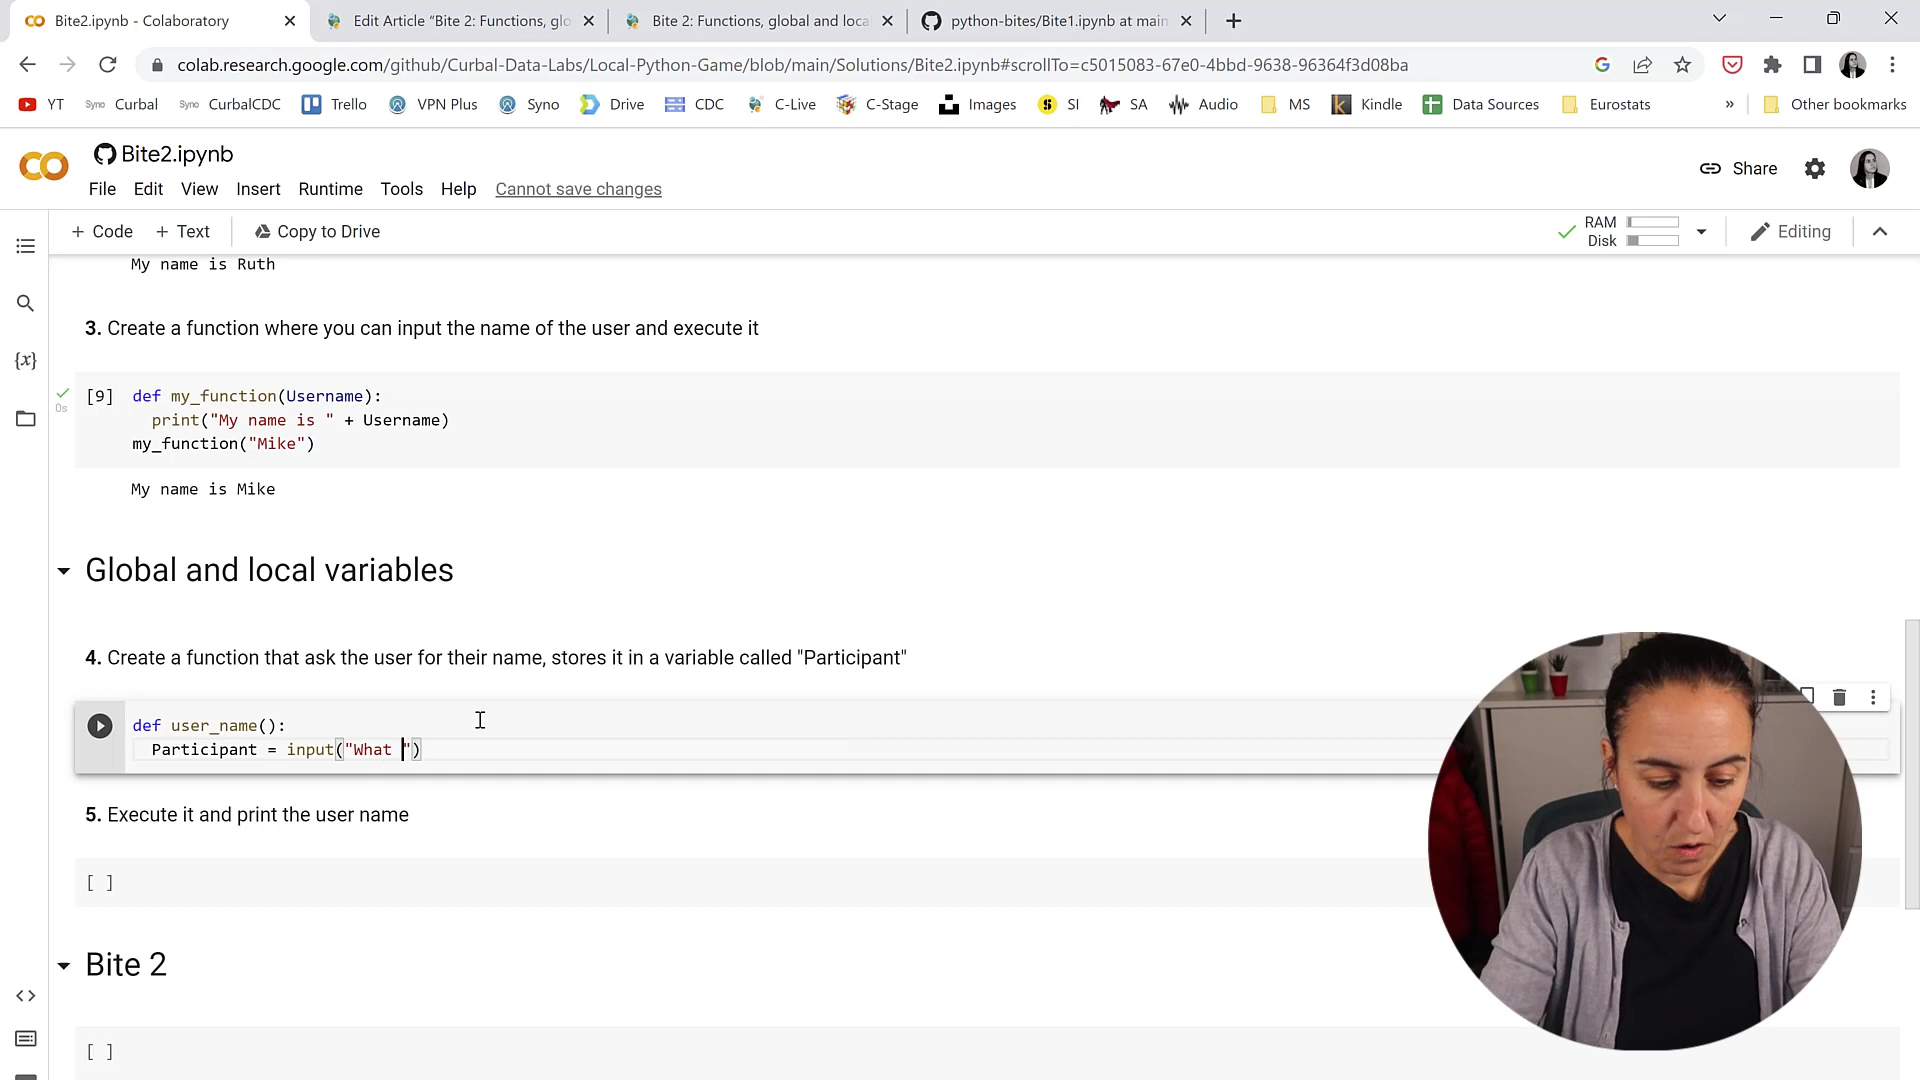 Bite2.ipynb - Colaboratory
Edit Article “Bite 2: Functions, glo
Bite 2: Functions, global and loca
python-bites/Bite1.ipynb at main
colab.research.google.com/github/Curbal-Data-Labs/Local-Python-Game/blob/main/Solutions/Bite2.ipynb#scrollTo=c5015083-67e0-4bbd-9638-96364f3d08ba
YT Syno Curbal Syno CurbalCDC Trello VPN Plus Syno Drive CDC C-Live C-Stage Images SI SA Audio MS Kindle Data Sources Eurostats » Other bookmarks
Bite2.ipynb
Share
File Edit View Insert Runtime Tools Help Cannot save changes
+ Code + Text Copy to Drive
RAM
Disk
Editing
My name is Ruth
3. Create a function where you can input the name of the user and execute it
[9] def my_function(Username):
0s
print("My name is " + Username)
my_function("Mike")
My name is Mike
Global and local variables
4. Create a function that ask the user for their name, stores it in a variable called "Participant"
def user_name():
Participant = input("What ")
5. Execute it and print the user name
[ ]
Bite 2
[ ]